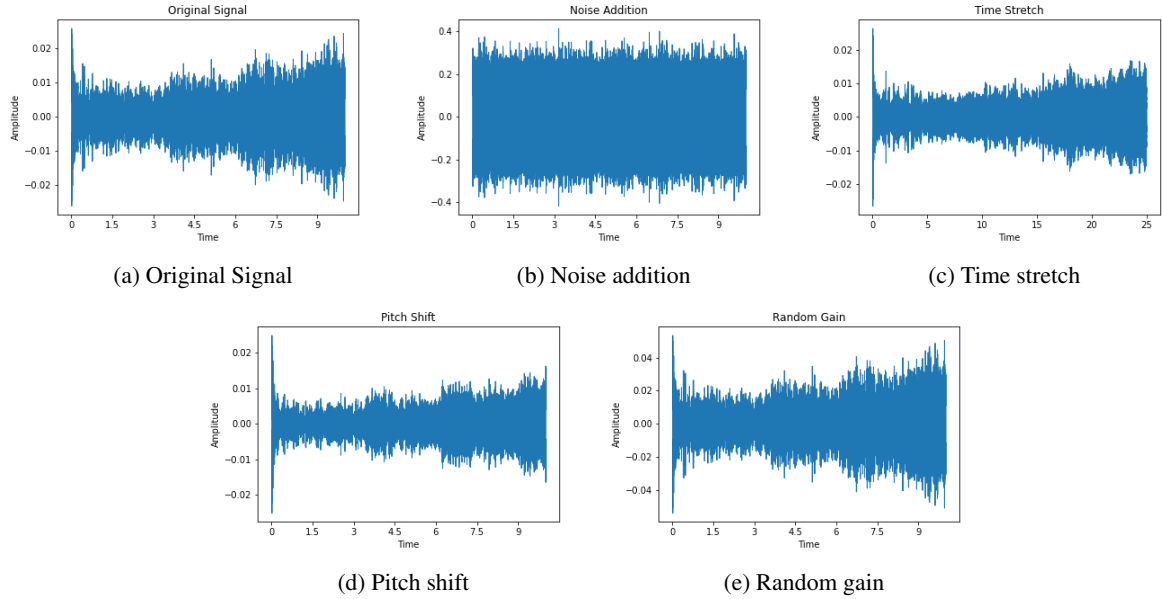 Original Signal
Amplitude
0.02
0.01
0.00
−0.01
−0.02
0 1.5 3 4.5 6 7.5 9
Time
(a) Original Signal
Noise Addition
Amplitude
0.4
0.2
0.0
−0.2
−0.4
0 1.5 3 4.5 6 7.5 9
Time
(b) Noise addition
Time Stretch
Amplitude
0.02
0.01
0.00
−0.01
−0.02
0 5 10 15 20 25
Time
(c) Time stretch
Pitch Shift
Amplitude
0.02
0.01
0.00
−0.01
−0.02
0 1.5 3 4.5 6 7.5 9
Time
(d) Pitch shift
Random Gain
Amplitude
0.04
0.02
0.00
−0.02
−0.04
0 1.5 3 4.5 6 7.5 9
Time
(e) Random gain